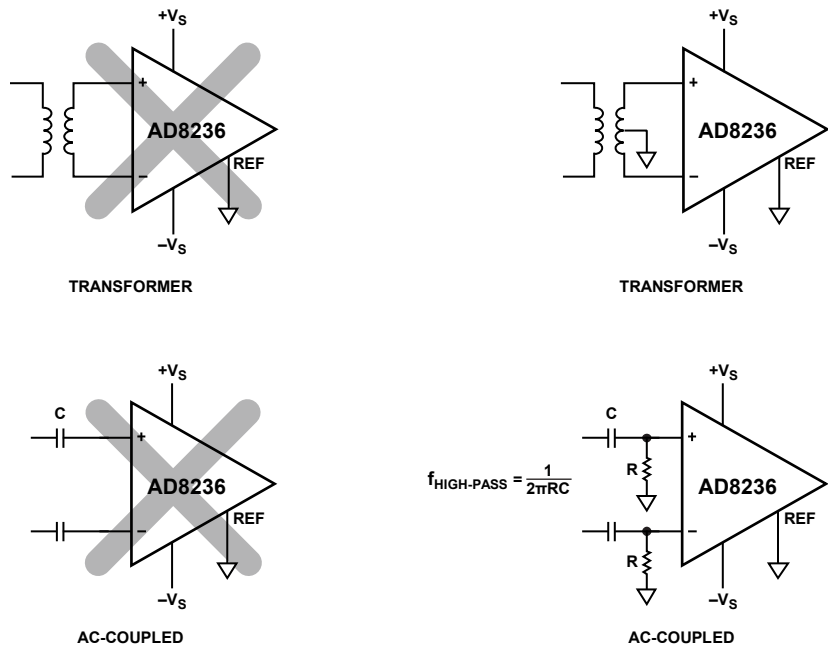 +VS
+
AD8236
−
REF
−VS
TRANSFORMER
+VS
+
AD8236
−
REF
−VS
TRANSFORMER
+VS
C
+
AD8236
−
REF
−VS
AC-COUPLED
fHIGH-PASS = 1/2πRC
+VS
C
+
R
AD8236
−
REF
R
−VS
AC-COUPLED